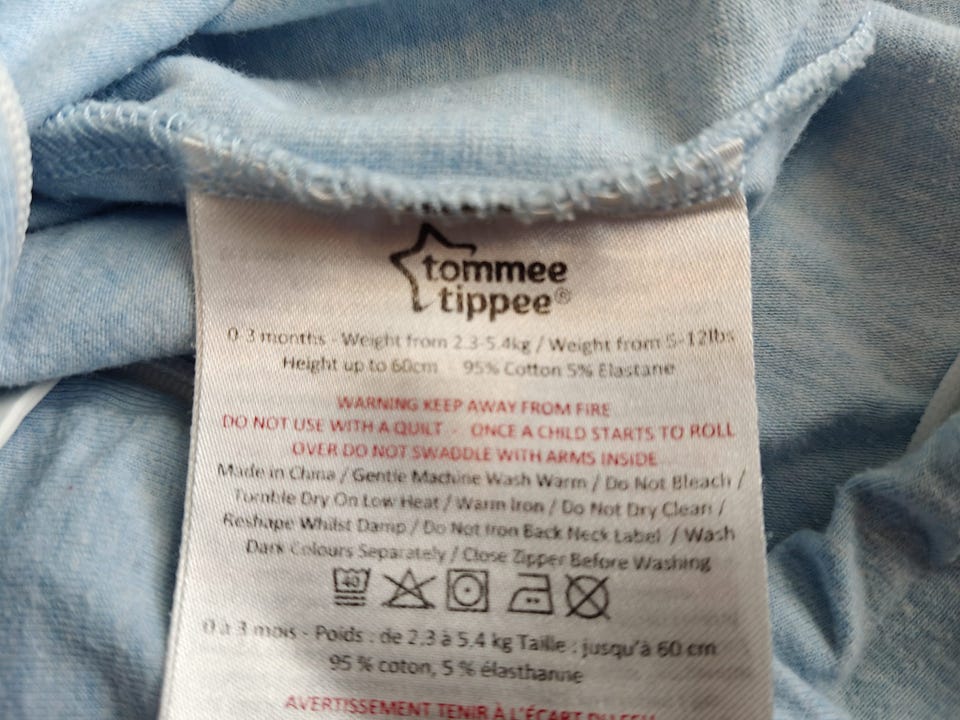 tommee
tippee®
0-3 months - Weight from 2.3-5.4kg / Weight from 5-12lbs
Height up to 60cm 95% Cotton 5% Elastane
WARNING KEEP AWAY FROM FIRE
DO NOT USE WITH A QUILT - ONCE A CHILD STARTS TO ROLL
OVER DO NOT SWADDLE WITH ARMS INSIDE
Made in China / Gentle Machine Wash Warm / Do Not Bleach /
Tumble Dry On Low Heat / Warm Iron / Do Not Dry Clean /
Reshape Whilst Damp / Do Not Iron Back Neck Label / Wash
Dark Colours Separately / Close Zipper Before Washing
40
0 à 3 mois - Poids : de 2,3 à 5.4 kg Taille : jusqu'à 60 cm
95 % coton, 5 % élasthanne
AVERTISSEMENT TENIR À L'ÉCART DU FEU